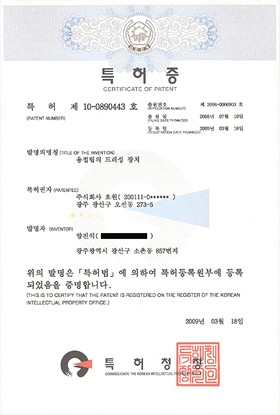 특허증
CERTIFICATE OF PATENT
특 허 제 10-0890443 호
(PATENT NUMBER)
출원번호 제 2008-0066903 호
(APPLICATION NUMBER)
출원일 2008년 07월 10일
(FILING DATE:YY/MM/DD)
등록일 2009년 03월 18일
(REGISTRATION DATE:YY/MM/DD)
발명의명칭 (TITLE OF THE INVENTION)
용접팁의 드레싱 장치
특허권자 (PATENTEE)
주식회사 호원 (200111-0******)
광주 광산구 오선동 273-5
발명자 (INVENTOR)
양진석
광주광역시 광산구 소촌동 857번지
위의 발명은 「특허법」에 의하여 특허등록원부에 등록
되었음을 증명합니다.
(THIS IS TO CERTIFY THAT THE PATENT IS REGISTERED ON THE REGISTER OF THE KOREAN
INTELLECTUAL PROPERTY OFFICE.)
2009년 03월 18일
특허청장
COMMISSIONER, THE KOREAN INTELLECTUAL PROPERTY OFFICE